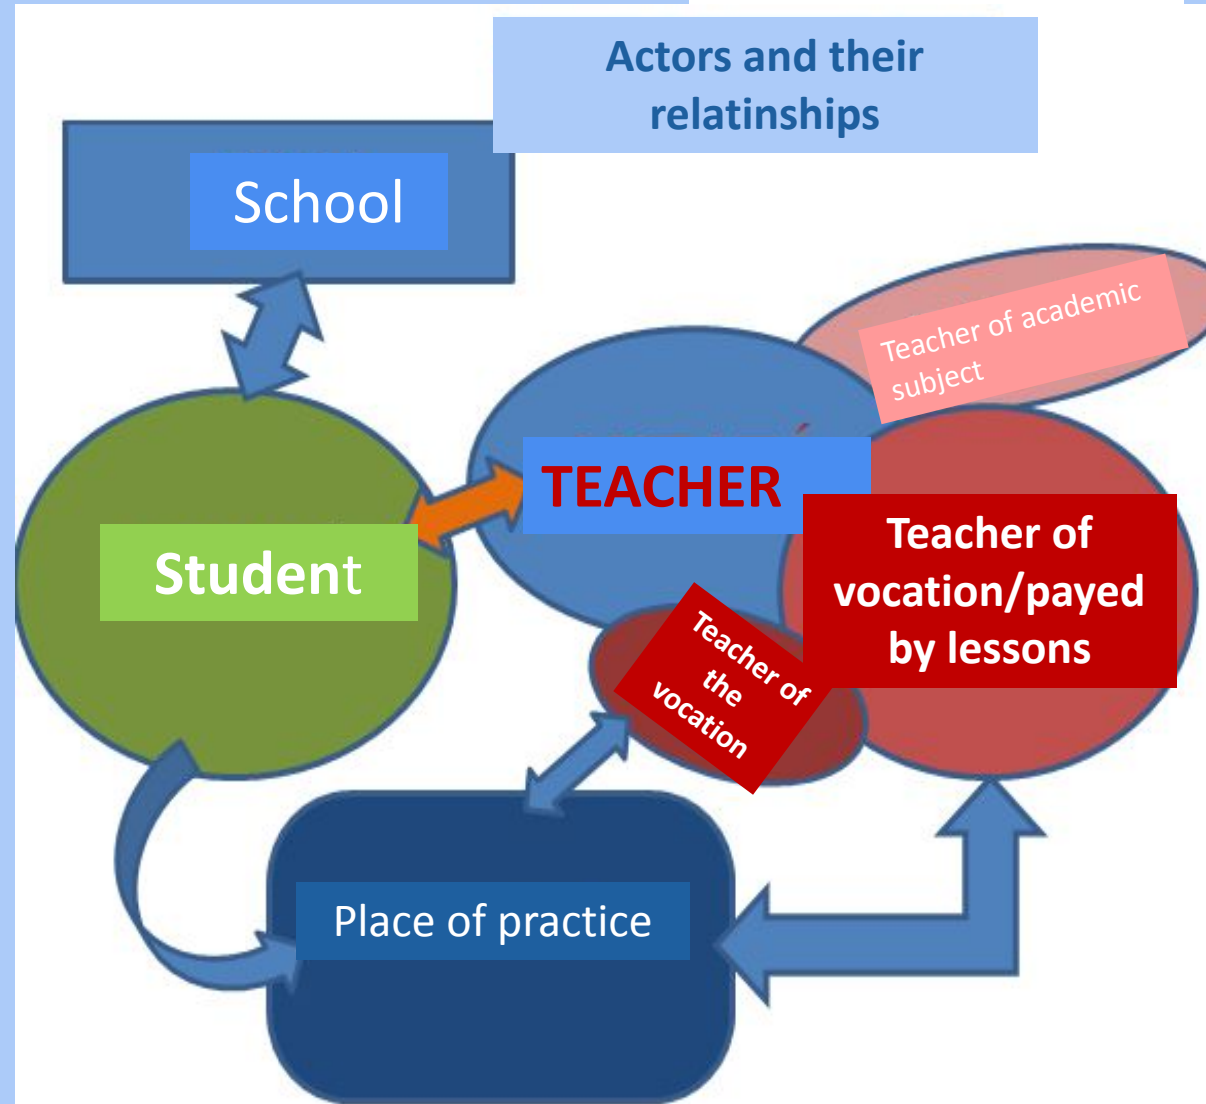 Actors and their
relatinships
School
Teacher of academic
subject
TEACHER
Student
Teacher of
vocation/payed
by lessons
Teacher of
the
vocation
Place of practice